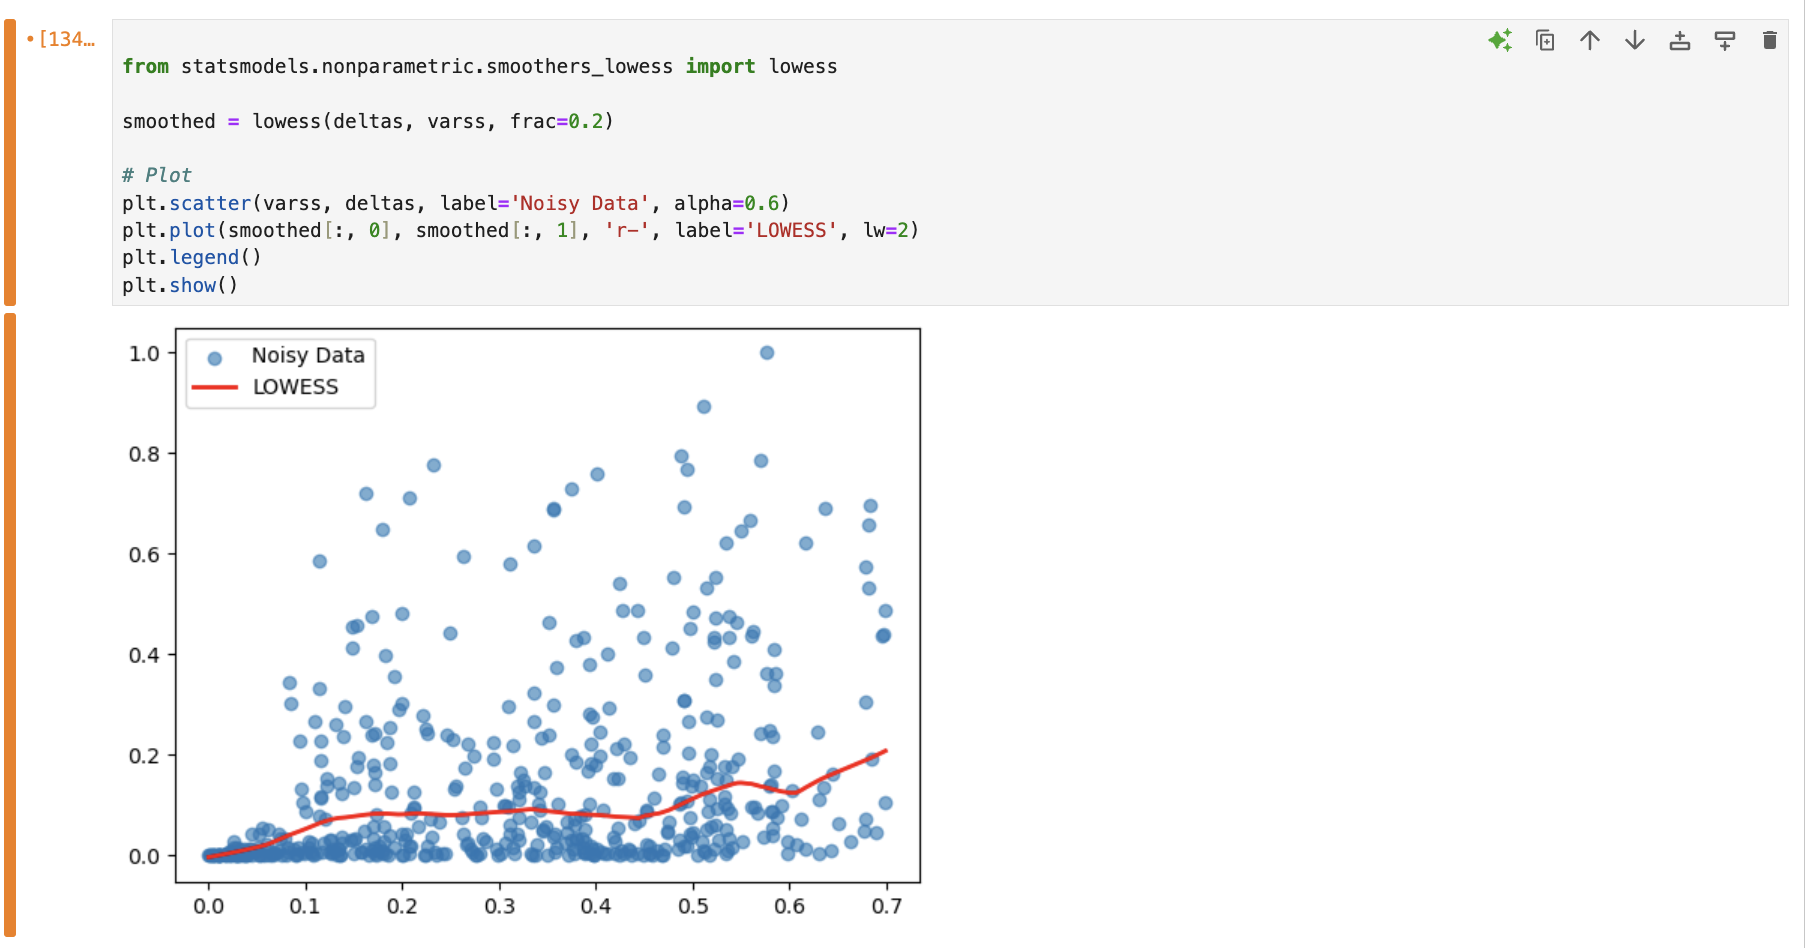 [134…
from statsmodels.nonparametric.smoothers_lowess import lowess
smoothed = lowess(deltas, varss, frac=0.2)
# Plot
plt.scatter(varss, deltas, label='Noisy Data', alpha=0.6)
plt.plot(smoothed[:, 0], smoothed[:, 1], 'r-', label='LOWESS', lw=2)
plt.legend()
plt.show()
Noisy Data
LOWESS
1.0
0.8
0.6
0.4
0.2
0.0
0.0 0.1 0.2 0.3 0.4 0.5 0.6 0.7